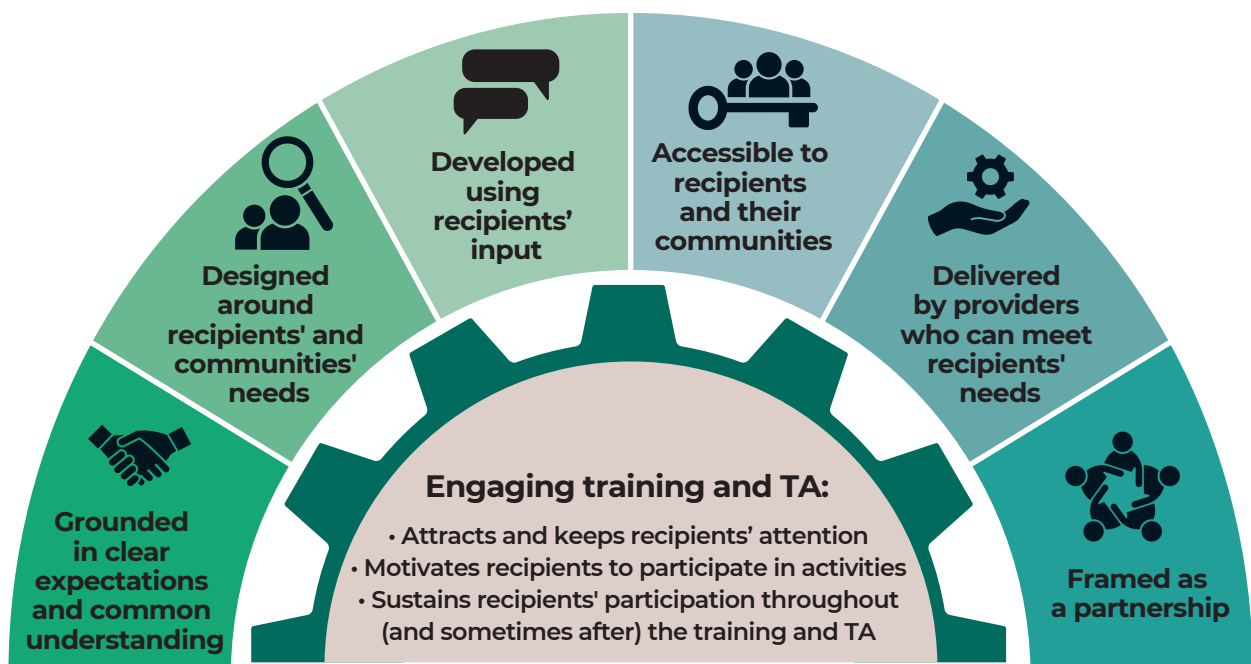 Grounded
in clear
expectations
and common
understanding
Designed
around
recipients' and
communities'
needs
Developed
using
recipients’
input
Accessible to
recipients
and their
communities
Delivered
by providers
who can meet
recipients'
needs
Framed as
a partnership
Engaging training and TA:
• Attracts and keeps recipients’ attention
• Motivates recipients to participate in activities
• Sustains recipients' participation throughout
(and sometimes after) the training and TA